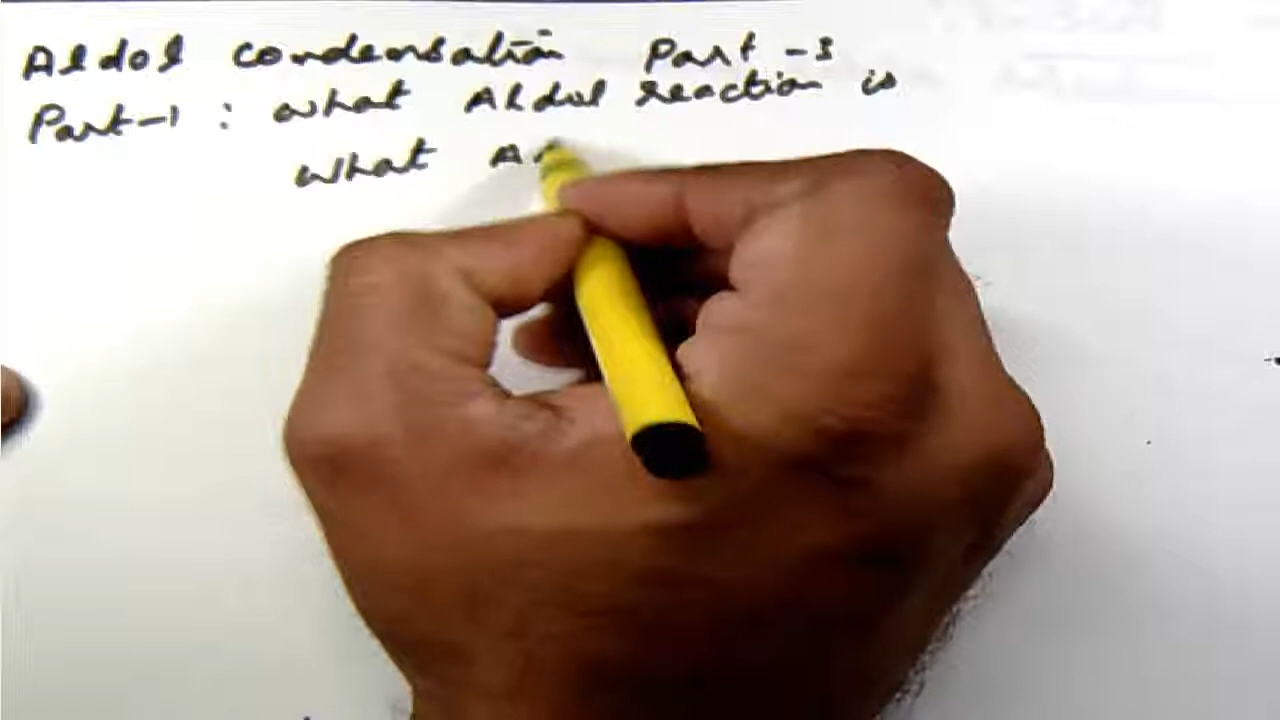 Aldol condensation Part -3
Part-1 : what Aldol reaction is
what